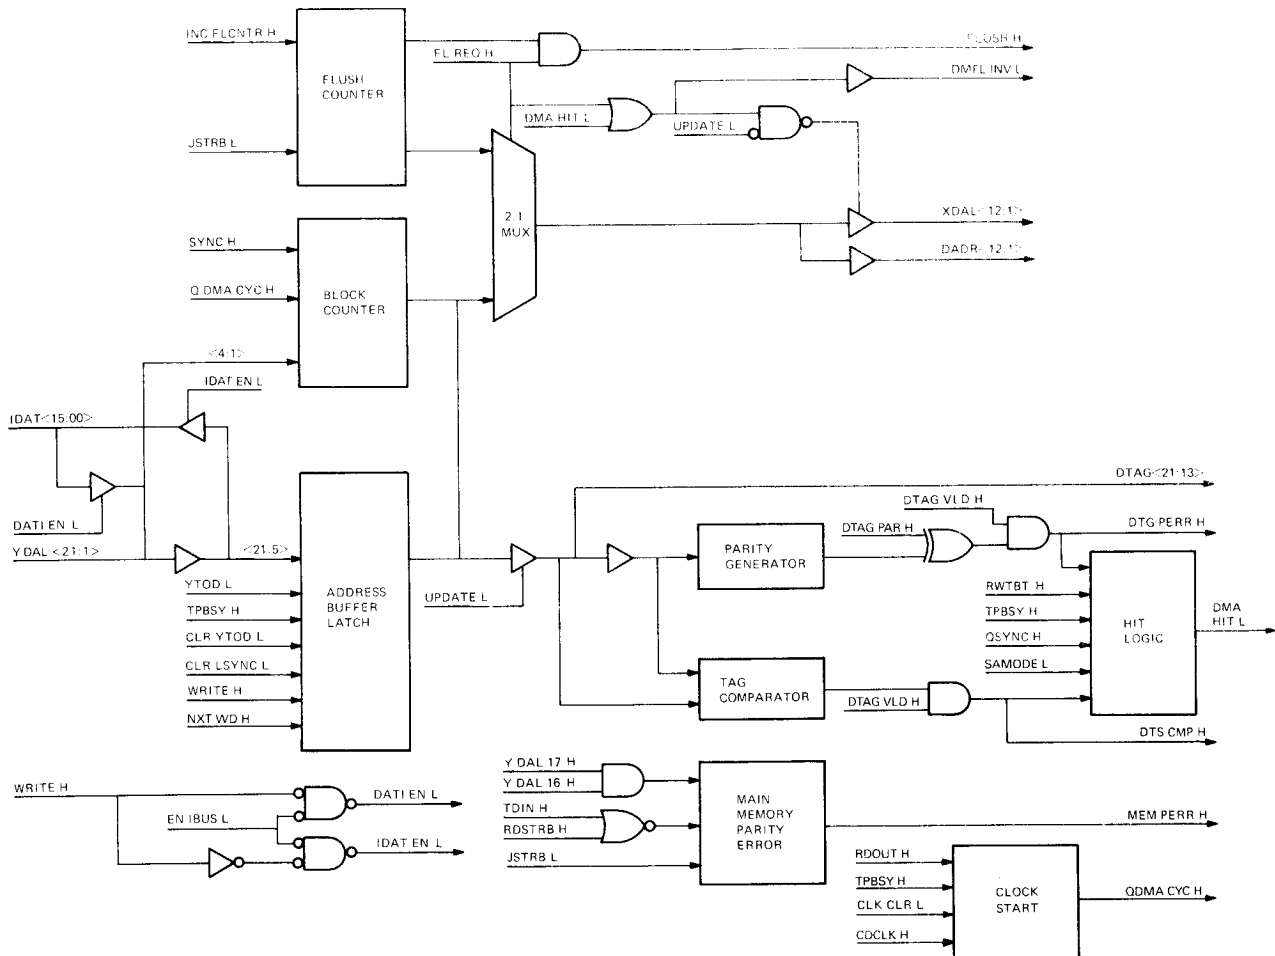 INC FLCNTR H
FL REQ H
FLUSH H
FLUSH
COUNTER
DMFL INV L
DMA HIT L
UPDATE L
JSTRB L
2.1
MUX
XDAL<12:1>
SYNC H
DADR<12:1>
Q DMA CYC H
BLOCK
COUNTER
<4:1>
IDAT EN L
IDAT<15:00>
DTAG<21:13>
DTAG VLD H
DATI EN L
DTAG PAR H
DTG PERR H
Y DAL <21:1>
<21:5>
PARITY
GENERATOR
YTOD L
ADDRESS
BUFFER
LATCH
UPDATE L
RWTBT H
TPBSY H
TPBSY H
HIT
LOGIC
DMA
HIT L
CLR YTOD L
QSYNC H
CLR LSYNC L
SAMODE L
WRITE H
TAG
COMPARATOR
DTAG VLD H
NXT WD H
DTS CMP H
Y DAL 17 H
Y DAL 16 H
WRITE H
DATI EN L
MAIN
MEMORY
PARITY
ERROR
TDIN H
RDSTRB H
MEM PERR H
EN IBUS L
IDAT EN L
JSTRB L
RDOUT H
TPBSY H
CLOCK
START
QDMA CYC H
CLK CLR L
CDCLK H